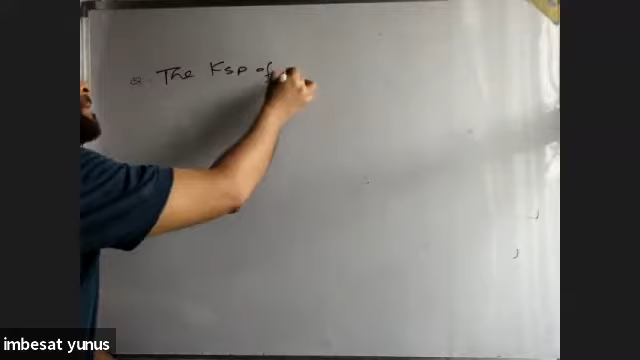 Q. The Ksp of
imbesat yunus